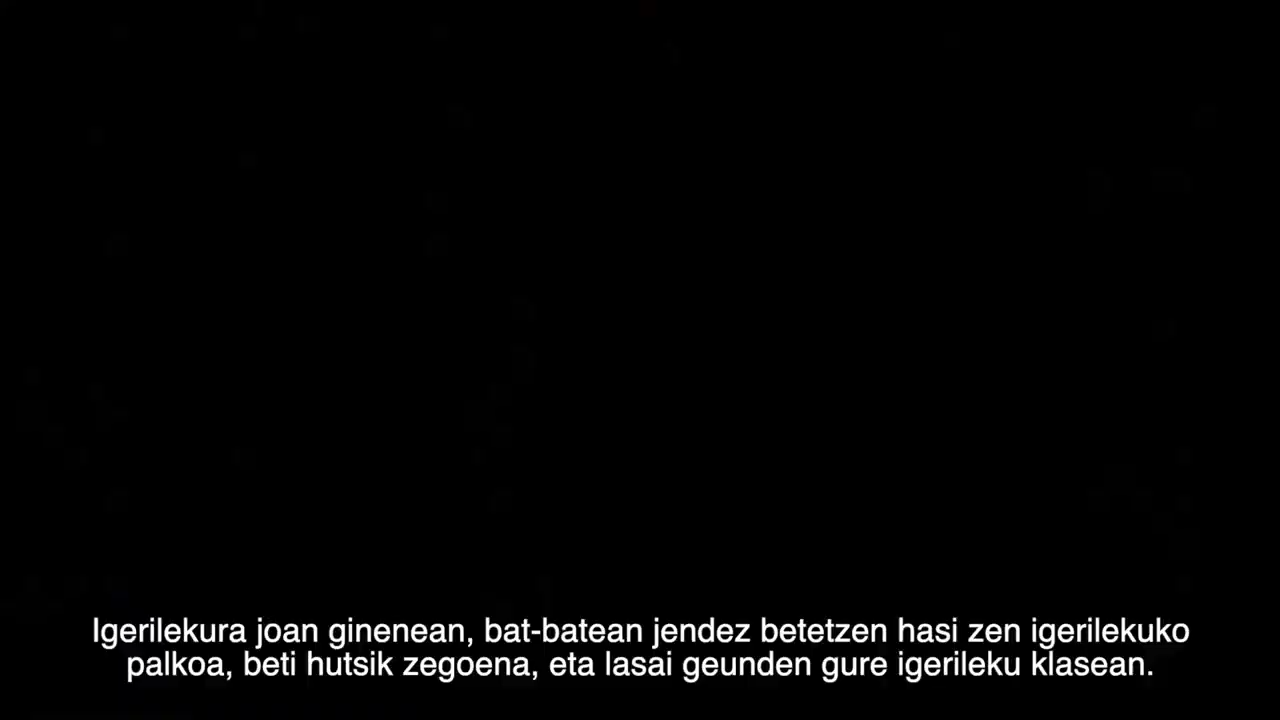 Igerilekura joan ginenean, bat-batean jendez betetzen hasi zen igerilekuko
palkoa, beti hutsik zegoena, eta lasai geunden gure igerileku klasean.